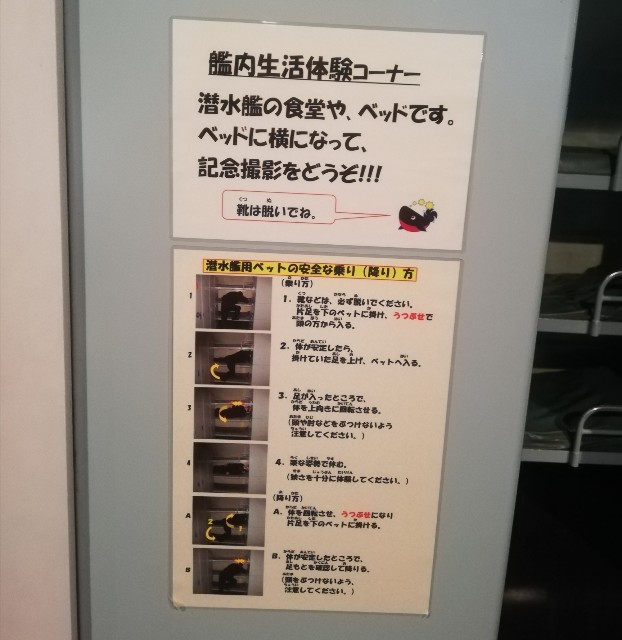 艦内生活体験コーナー
潜水艦の食堂や、ベッドです。
ベッドに横になって、
記念撮影をどうぞ!!!
靴は脱いでね。
潜水艦用ベットの安全な乗り(降り)方
(乗り方)
1 1. 靴などは、必ず脱いでください。
片足を下のベットに掛け、うつぶせで
頭の方から入る。
2 2. 体が安定したら、
掛けていた足を上げ、ベットへ入る。
3 3. 足が入ったところで、
体を上向きに回転させる。
(頭や肘などをぶつけないよう
注意してください。)
4 4. 楽な姿勢で休む。
(狭さを十分に体験してください。)
(降り方)
A A. 体を回転させ、うつぶせになり
片足を下のベットに掛ける。
B B. 体が安定したところで、
足もとを確認して降りる。
(頭をぶつけないよう、
注意してください。)